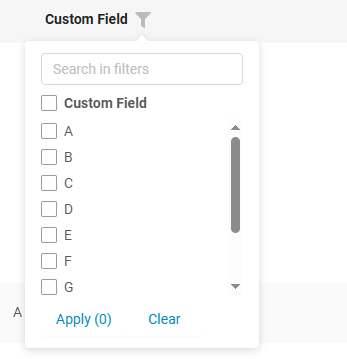 Custom Field
Search in filters
Custom Field
A
B
C
D
E
F
G
A
Apply (0)
Clear